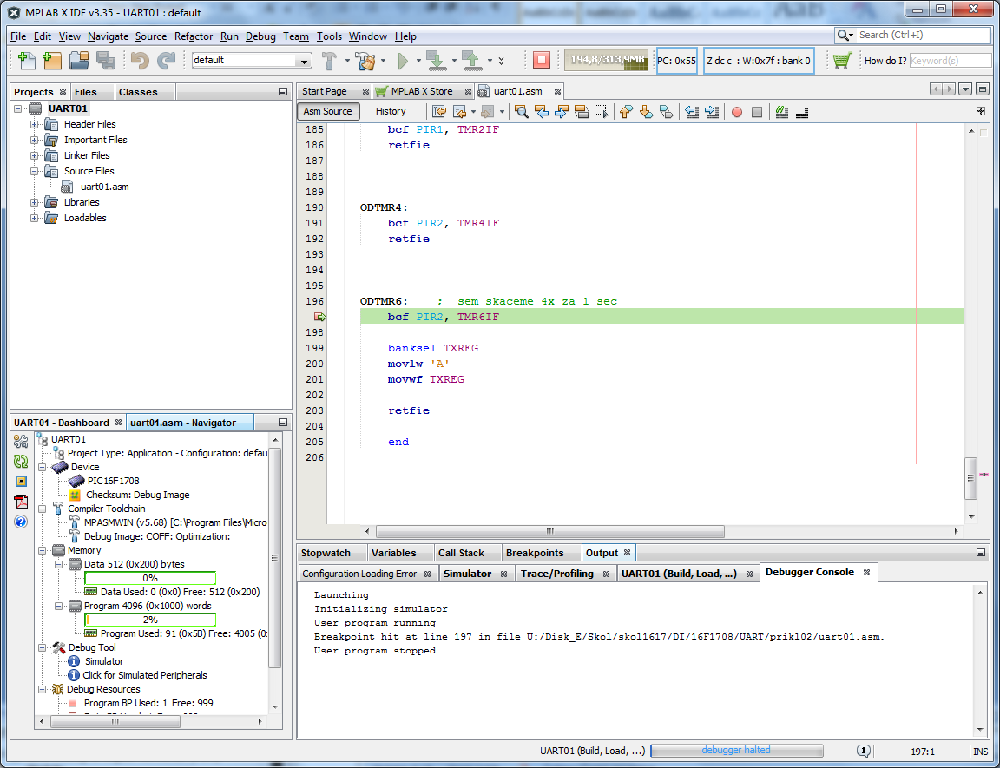 MPLAB X IDE v3.35 - UART01 : default
File Edit View Navigate Source Refactor Run Debug Team Tools Window Help
Search (Ctrl+I)
default
194,8/313,9MB
PC: 0x55
Z dc c : W:0x7f : bank 0
How do I?
Keyword(s)
Projects
Files
Classes
UART01
Header Files
Important Files
Linker Files
Source Files
uart01.asm
Libraries
Loadables
Start Page
MPLAB X Store
uart01.asm
Asm Source
History
185 bcf PIR1, TMR2IF
186 retfie
187
188
189
190 ODTMR4:
191 bcf PIR2, TMR4IF
192 retfie
193
194
195
196 ODTMR6: ; sem skaceme 4x za 1 sec
bcf PIR2, TMR6IF
198
199 banksel TXREG
200 movlw 'A'
201 movwf TXREG
202
203 retfie
204
205 end
206
UART01 - Dashboard
uart01.asm - Navigator
UART01
Project Type: Application - Configuration: defau
Device
PIC16F1708
Checksum: Debug Image
Compiler Toolchain
MPASMWIN (v5.68) [C:\Program Files\Micro
Debug Image: COFF: Optimization:
Memory
Data 512 (0x200) bytes
0%
Data Used: 0 (0x0) Free: 512 (0x200)
Program 4096 (0x1000) words
2%
Program Used: 91 (0x5B) Free: 4005 (0:
Debug Tool
Simulator
Click for Simulated Peripherals
Debug Resources
Program BP Used: 1 Free: 999
Stopwatch
Variables
Call Stack
Breakpoints
Output
Configuration Loading Error
Simulator
Trace/Profiling
UART01 (Build, Load, ...)
Debugger Console
Launching
Initializing simulator
User program running
Breakpoint hit at line 197 in file U:/Disk_E/Skol/skol1617/DI/16F1708/UART/prikl02/uart01.asm.
User program stopped
UART01 (Build, Load, ...)
debugger halted
1
197:1
INS